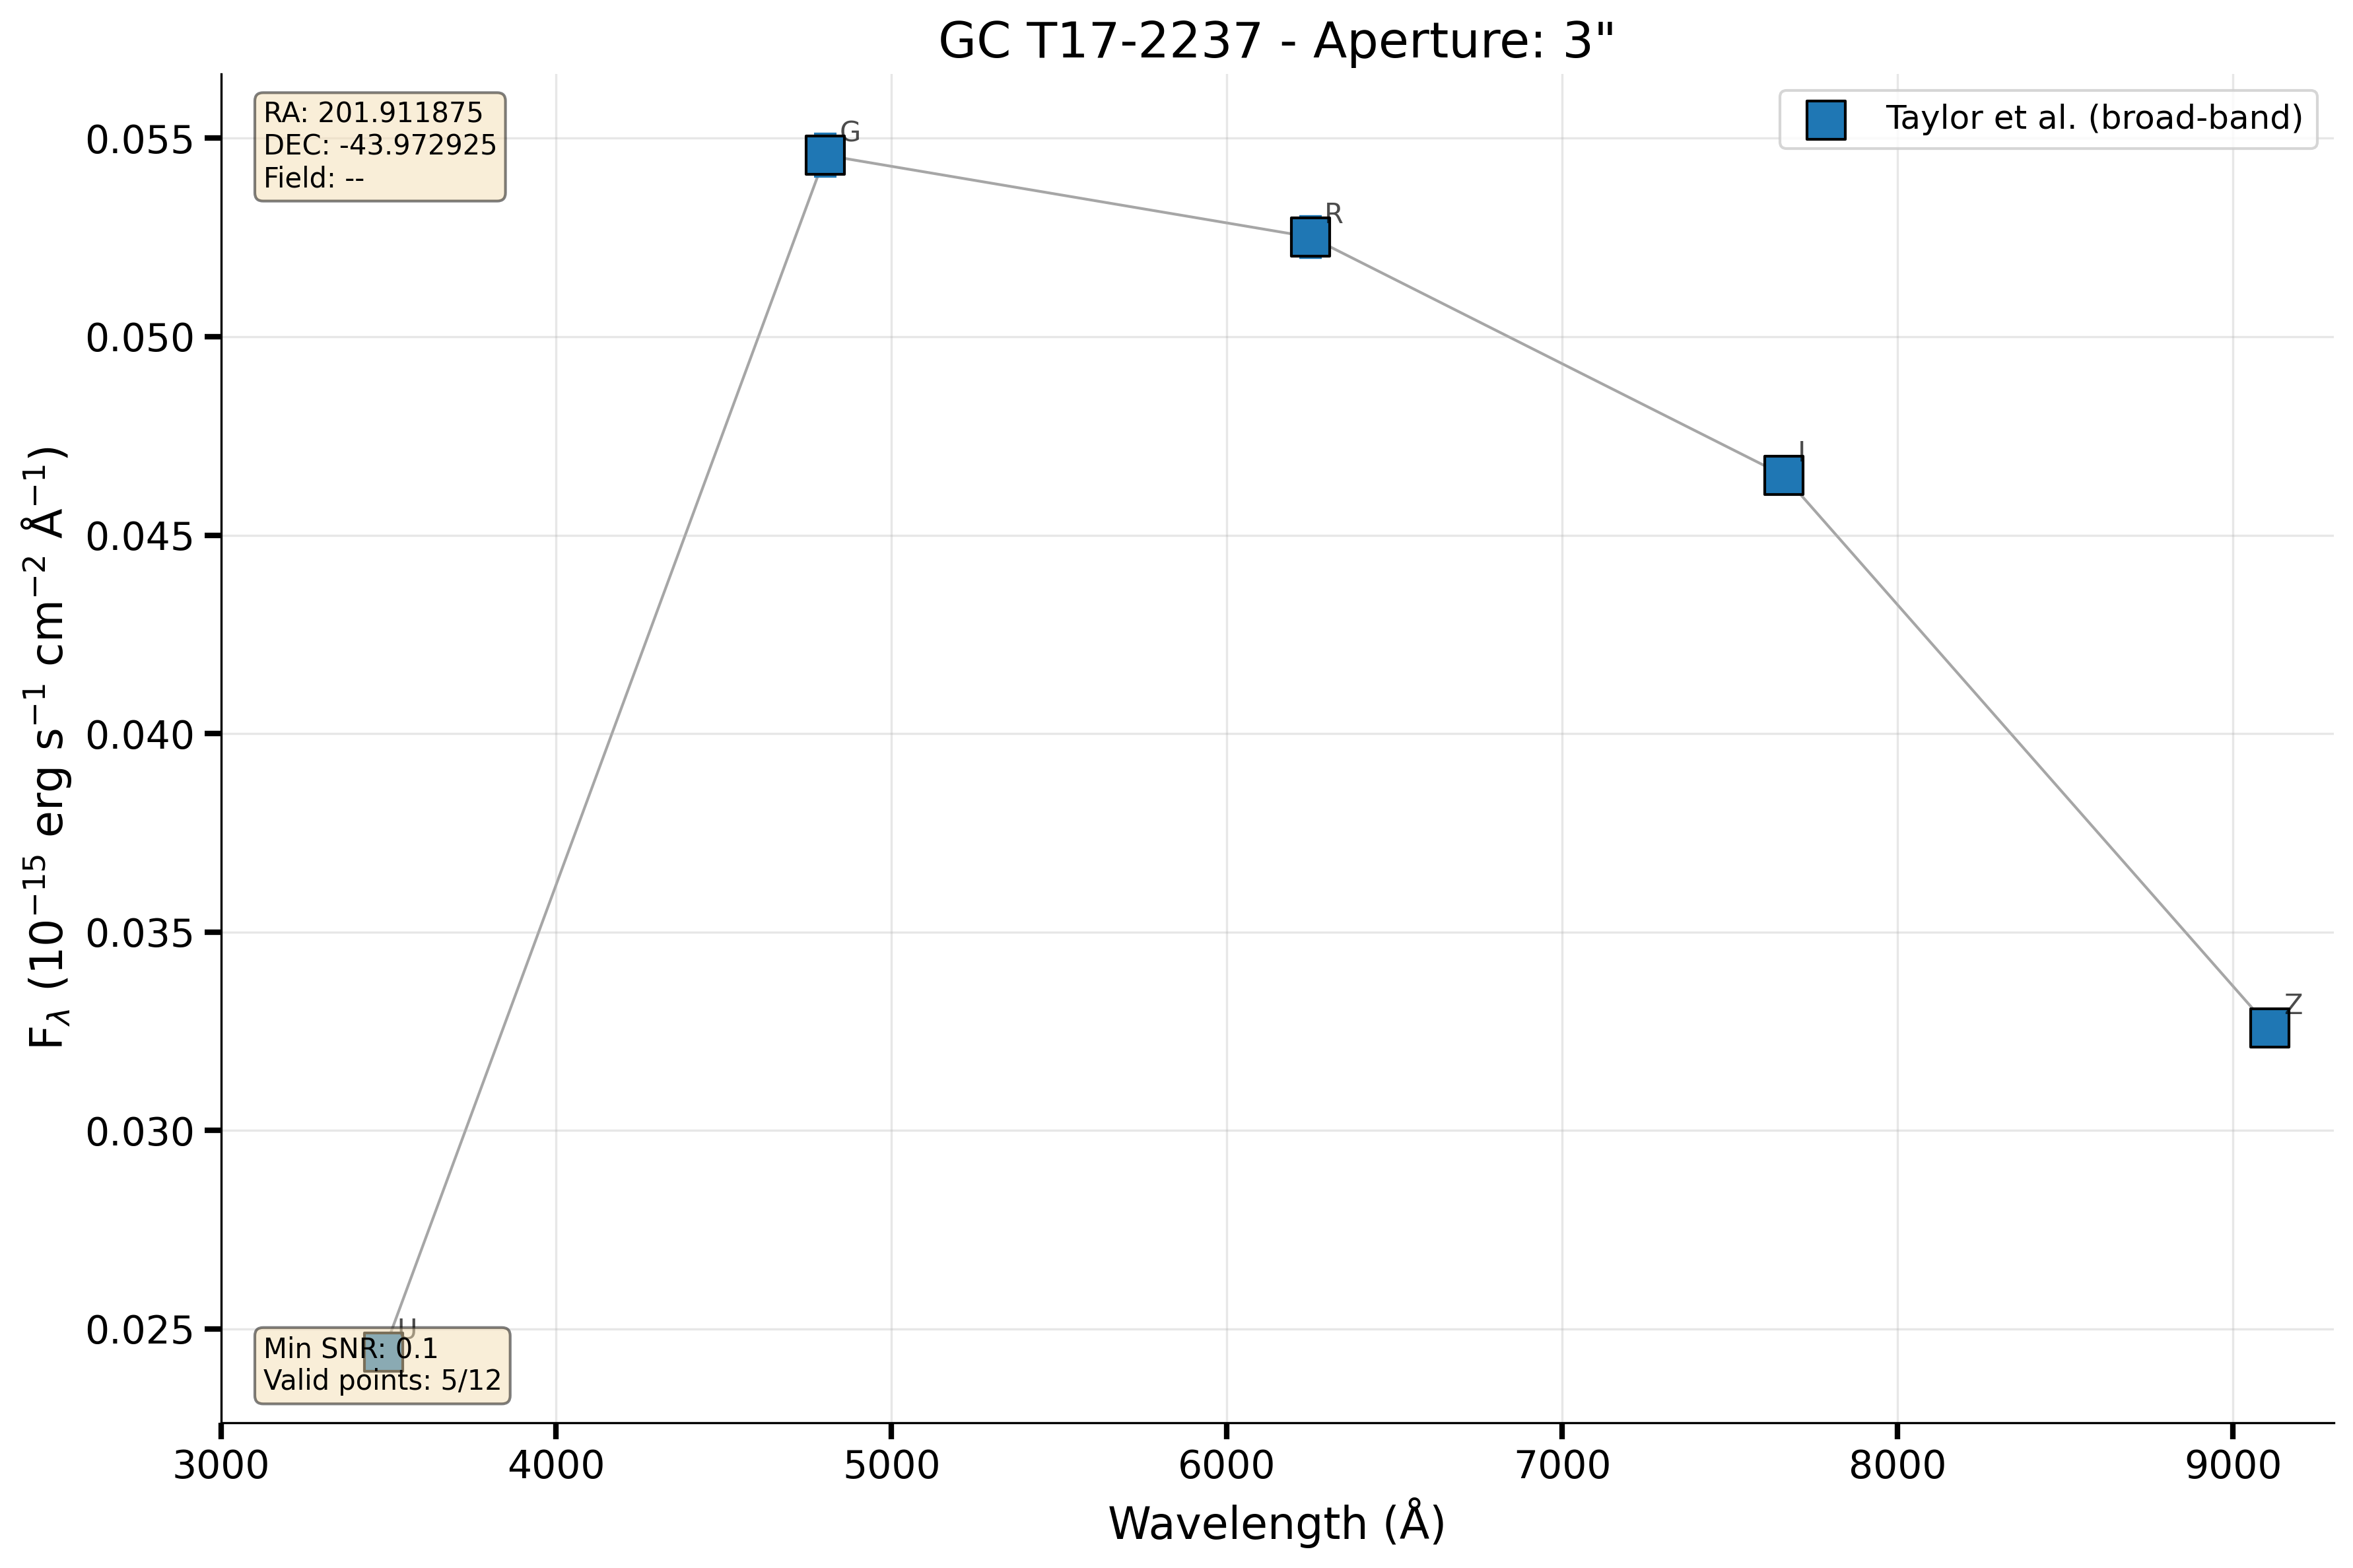 GC T17-2237 - Aperture: 3"
RA: 201.911875
DEC: -43.972925
Field: --
Taylor et al. (broad-band)
G
R
I
Z
U
Min SNR: 0.1
Valid points: 5/12
0.055
0.050
0.045
0.040
0.035
0.030
0.025
F_λ (10⁻¹⁵ erg s⁻¹ cm⁻² Å⁻¹)
3000 4000 5000 6000 7000 8000 9000
Wavelength (Å)